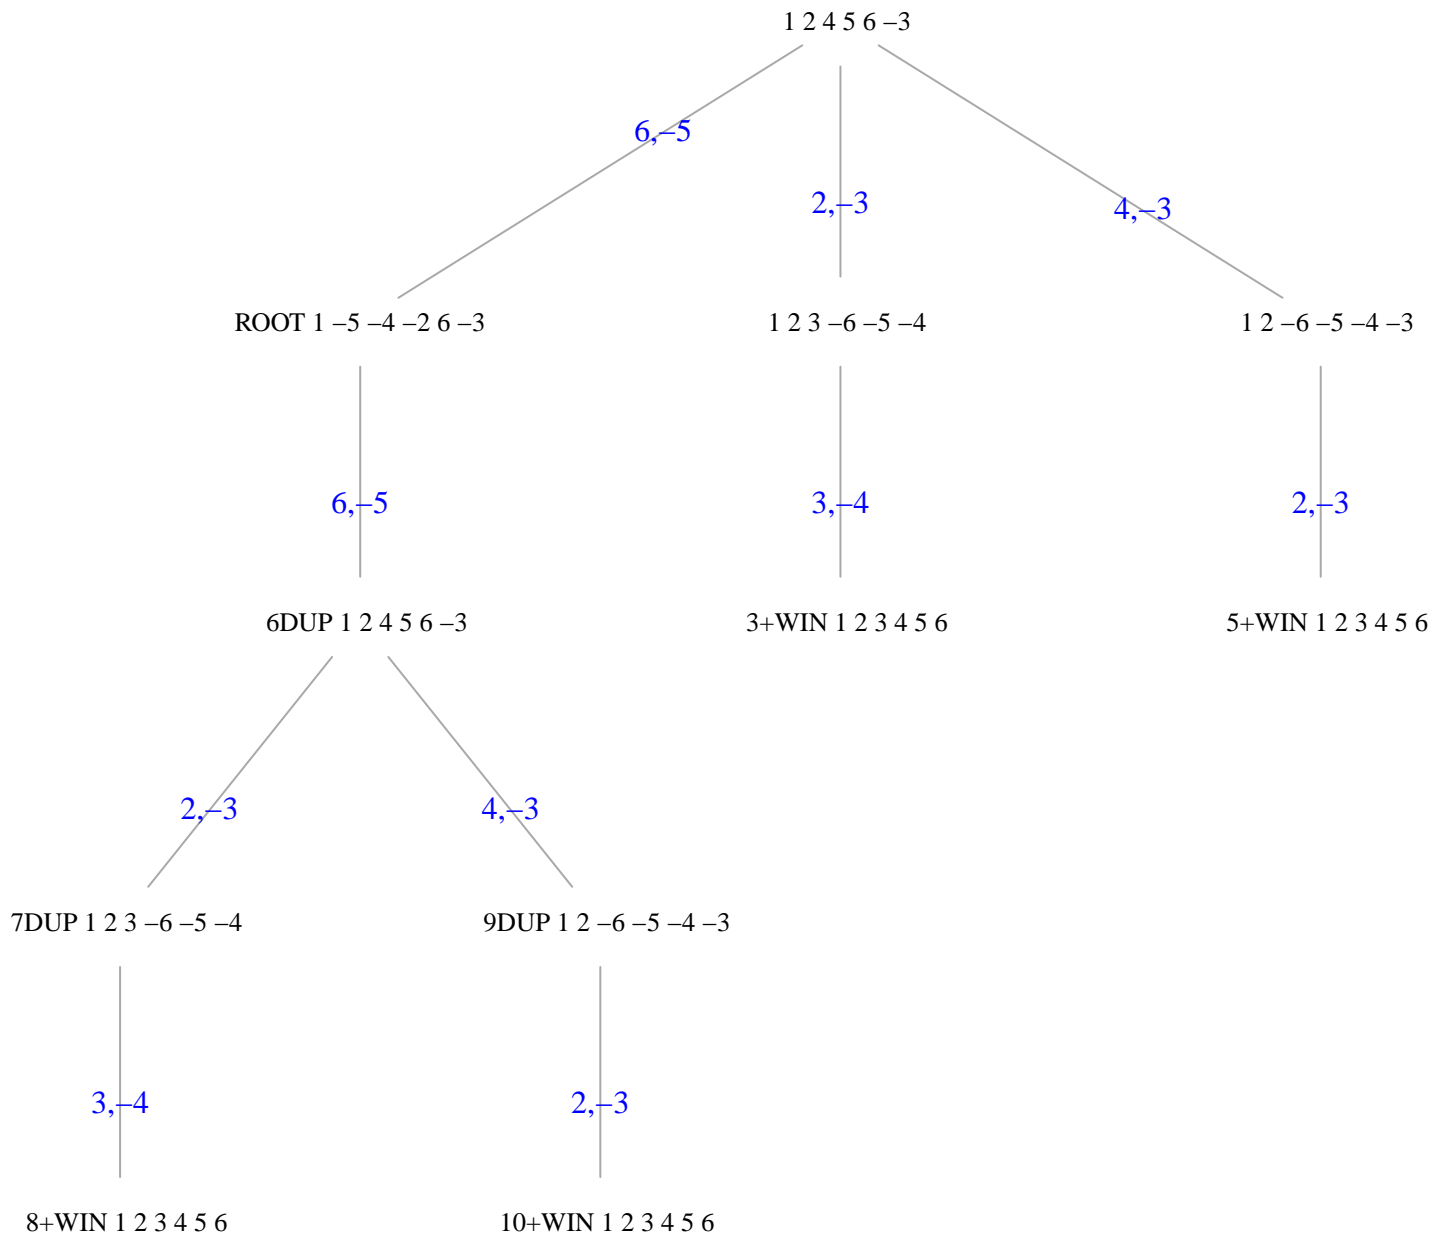 1 2 4 5 6 –3
6,–5
2,–3
4,–3
ROOT 1 –5 –4 –2 6 –3
1 2 3 –6 –5 –4
1 2 –6 –5 –4 –3
6,–5
3,–4
2,–3
6DUP 1 2 4 5 6 –3
3+WIN 1 2 3 4 5 6
5+WIN 1 2 3 4 5 6
2,–3
4,–3
7DUP 1 2 3 –6 –5 –4
9DUP 1 2 –6 –5 –4 –3
3,–4
2,–3
8+WIN 1 2 3 4 5 6
10+WIN 1 2 3 4 5 6